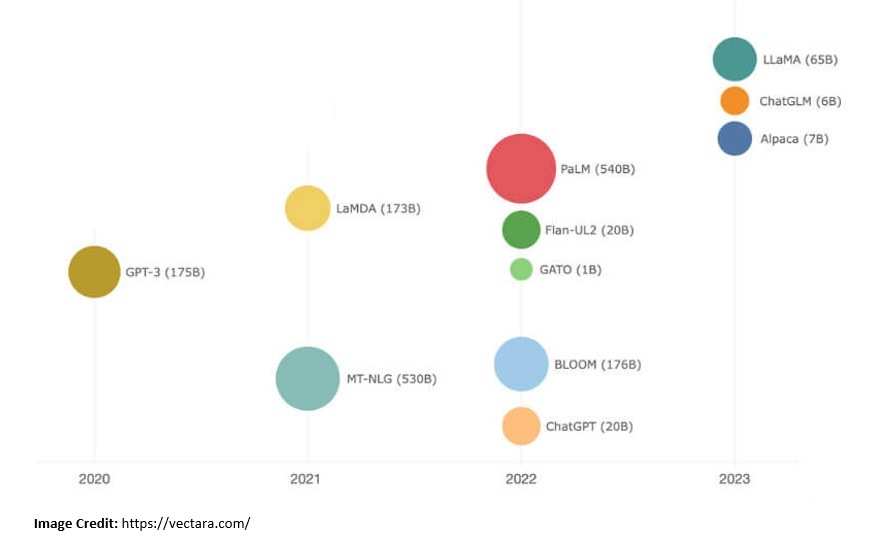 LLaMA (65B)
ChatGLM (6B)
Alpaca (7B)
PaLM (540B)
LaMDA (173B)
Flan-UL2 (20B)
GATO (1B)
GPT-3 (175B)
BLOOM (176B)
MT-NLG (530B)
ChatGPT (20B)
2020 2021 2022 2023
Image Credit: https://vectara.com/